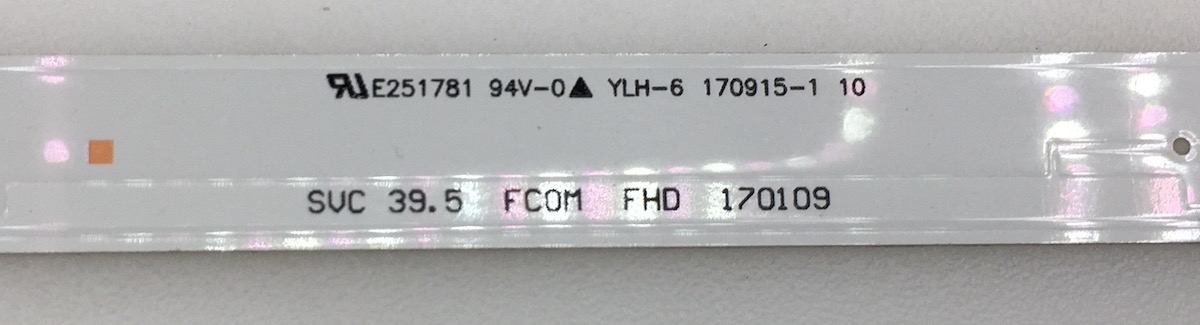 E251781 94V-0▲ YLH-6 170915-1 10
SVC 39.5 FCOM FHD 170109